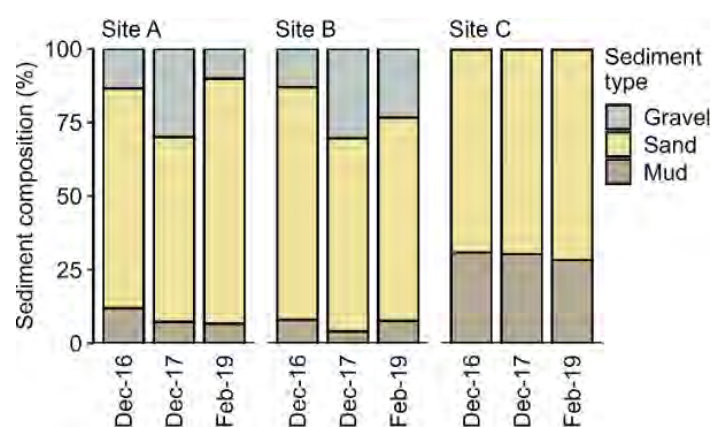 Site A
Site B
Site C
Sediment composition (%)
100
75
50
25
0
Dec-16
Dec-17
Feb-19
Dec-16
Dec-17
Feb-19
Dec-16
Dec-17
Feb-19
Sediment
type
Gravel
Sand
Mud